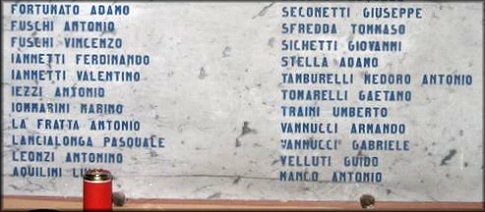 FORTUNATO ADAMO
FUSCHI ANTONIO
FUSCHI VINCENZO
IANNETTI FERDINANDO
IANNETTI VALENTINO
IEZZI ANTONIO
IOMMARINI MARINO
LA FRATTA ANTONIO
LANCIALONGA PASQUALE
LEONZI ANTONINO
AQUILINI
SECONETTI GIUSEPPE
SFREDDA TOMMASO
SICHETTI GIOVANNI
STELLA ADAMO
TAMBURELLI MEDORO ANTONIO
TOMARELLI GAETANO
TRAINI UMBERTO
VANNUCCI ARMANDO
VANNUCCI GABRIELE
VELLUTI GUIDO
MANCO ANTONIO